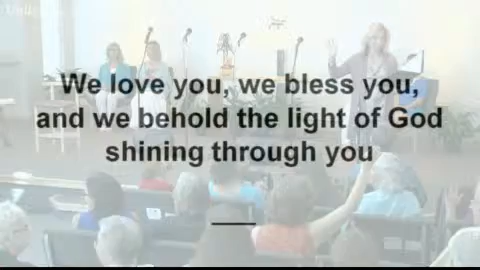 We love you, we bless you,
and we behold the light of God
shining through you